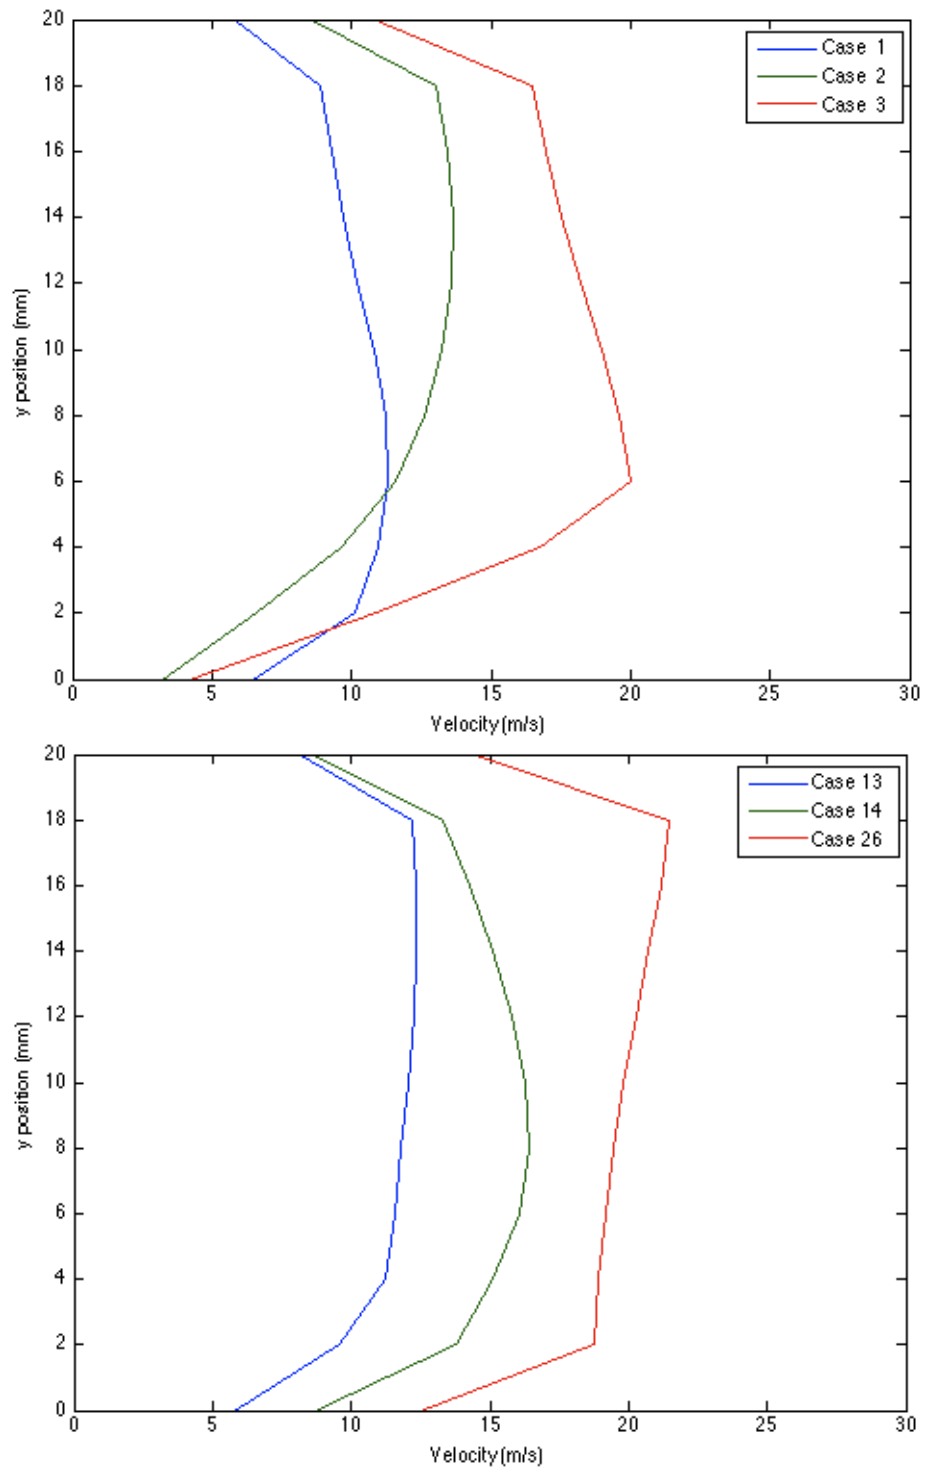 20
18
16
14
12
10
8
6
4
2
0
y position (mm)
Case 1
Case 2
Case 3
0 5 10 15 20 25 30
Velocity (m/s)
20
18
16
14
12
10
8
6
4
2
0
y position (mm)
Case 13
Case 14
Case 26
0 5 10 15 20 25 30
Velocity (m/s)